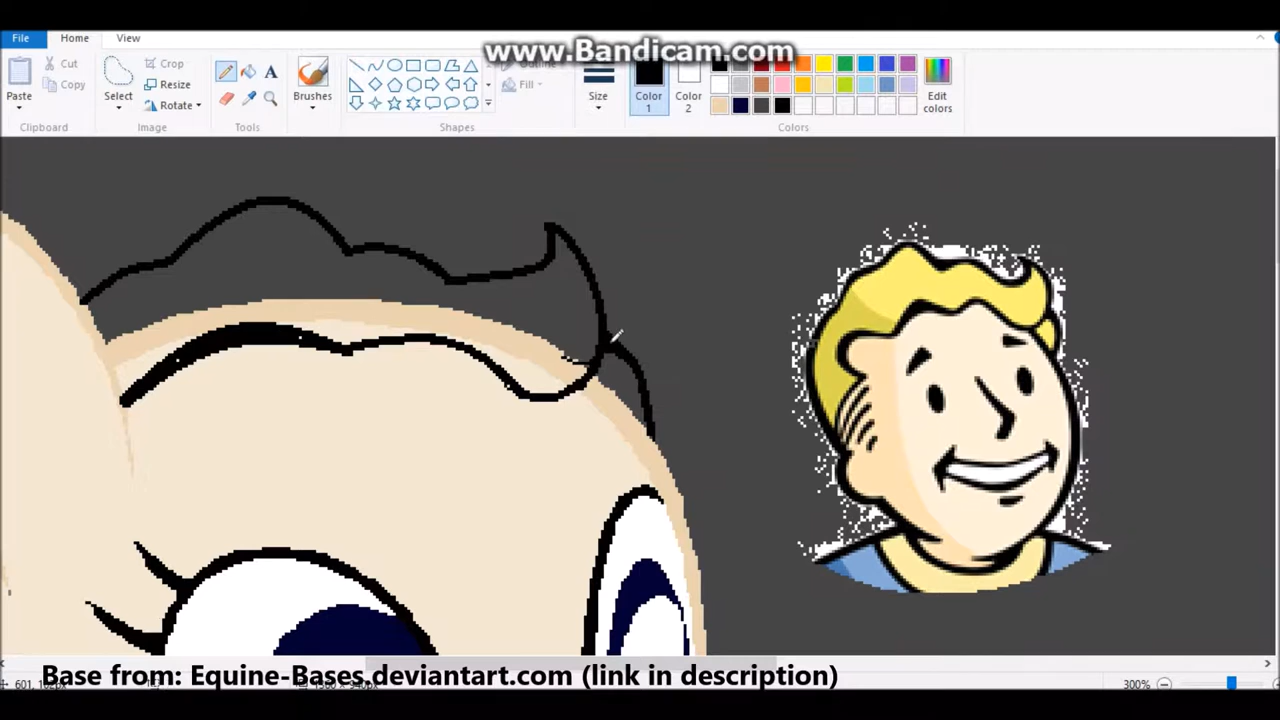 www.Bandicam.com
File Home View
Paste Cut Copy Select Crop Resize Rotate Brushes Outline Fill Size Color 1 Color 2 Edit colors
Clipboard Image Tools Shapes Colors
Base from: Equine-Bases.deviantart.com (link in description)
300%